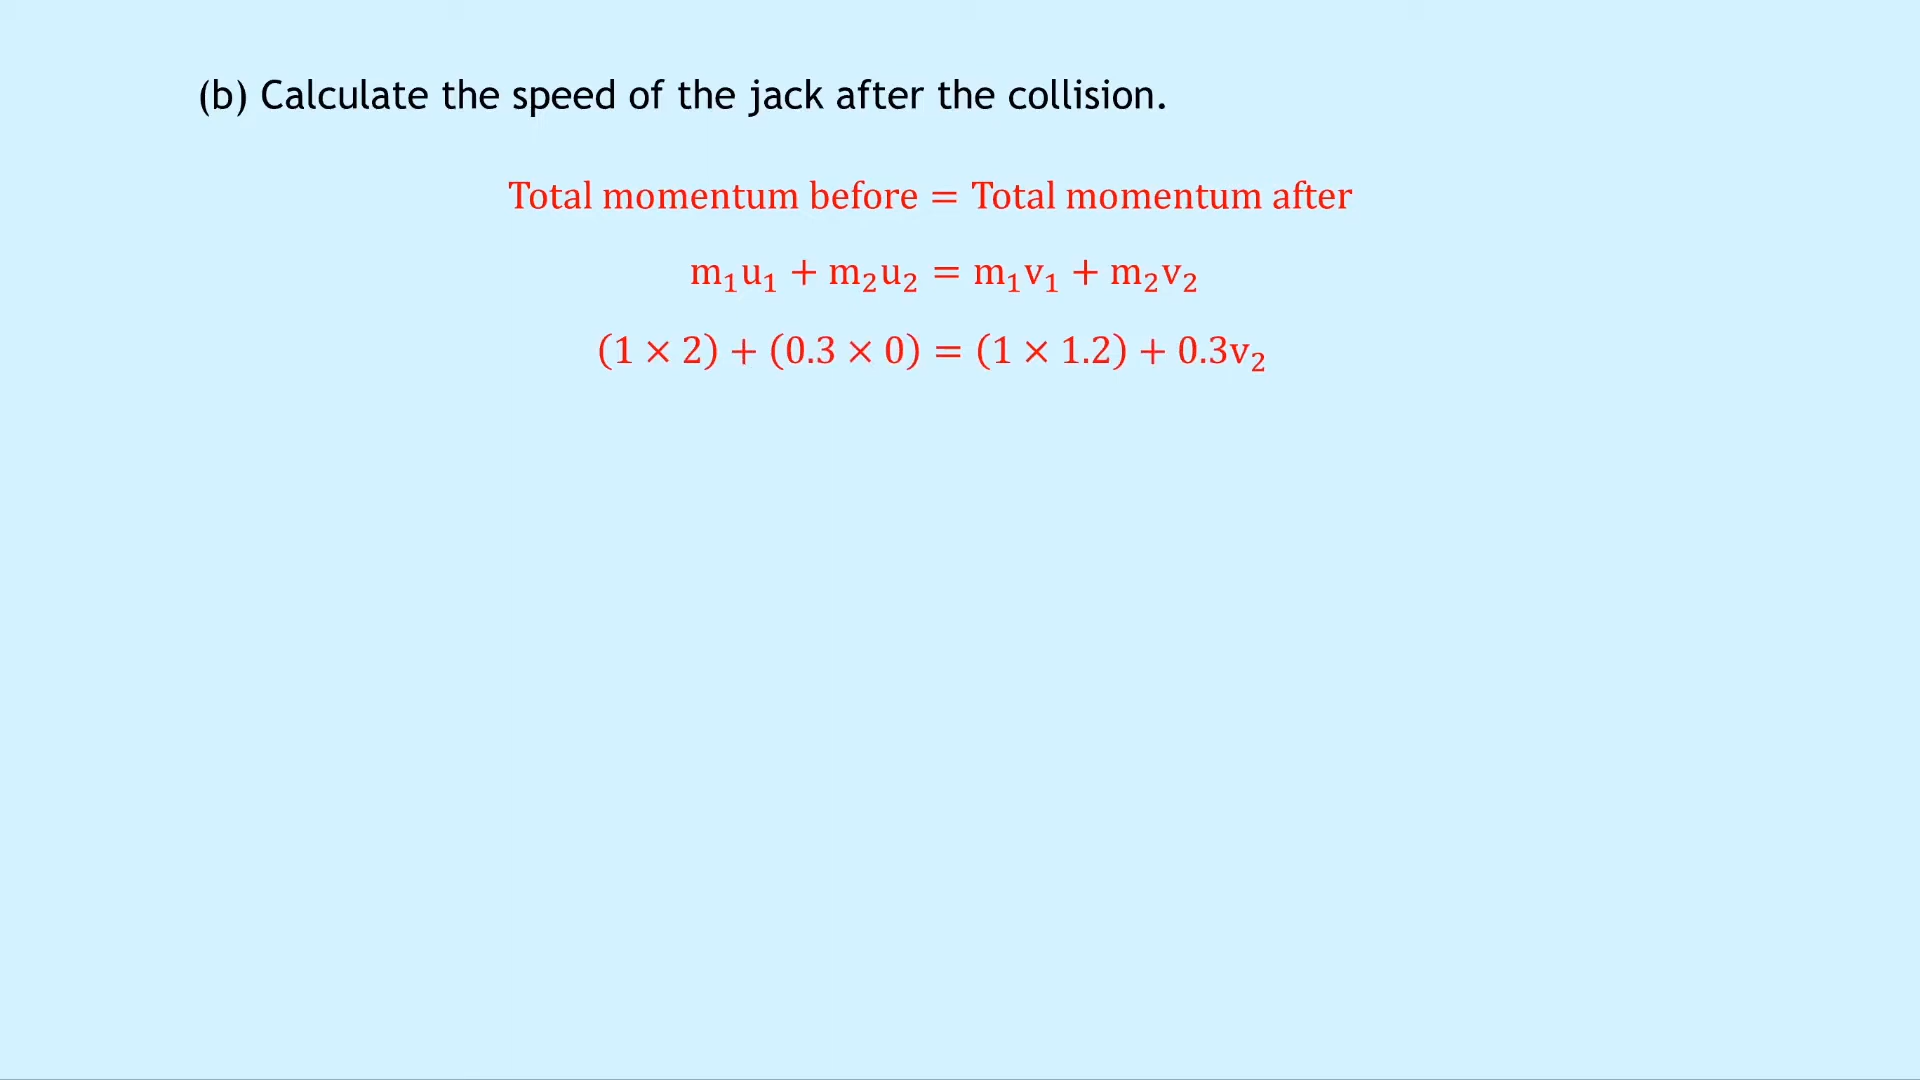 (b) Calculate the speed of the jack after the collision.
Total momentum before = Total momentum after
m₁u₁ + m₂u₂ = m₁v₁ + m₂v₂
(1 × 2) + (0.3 × 0) = (1 × 1.2) + 0.3v₂